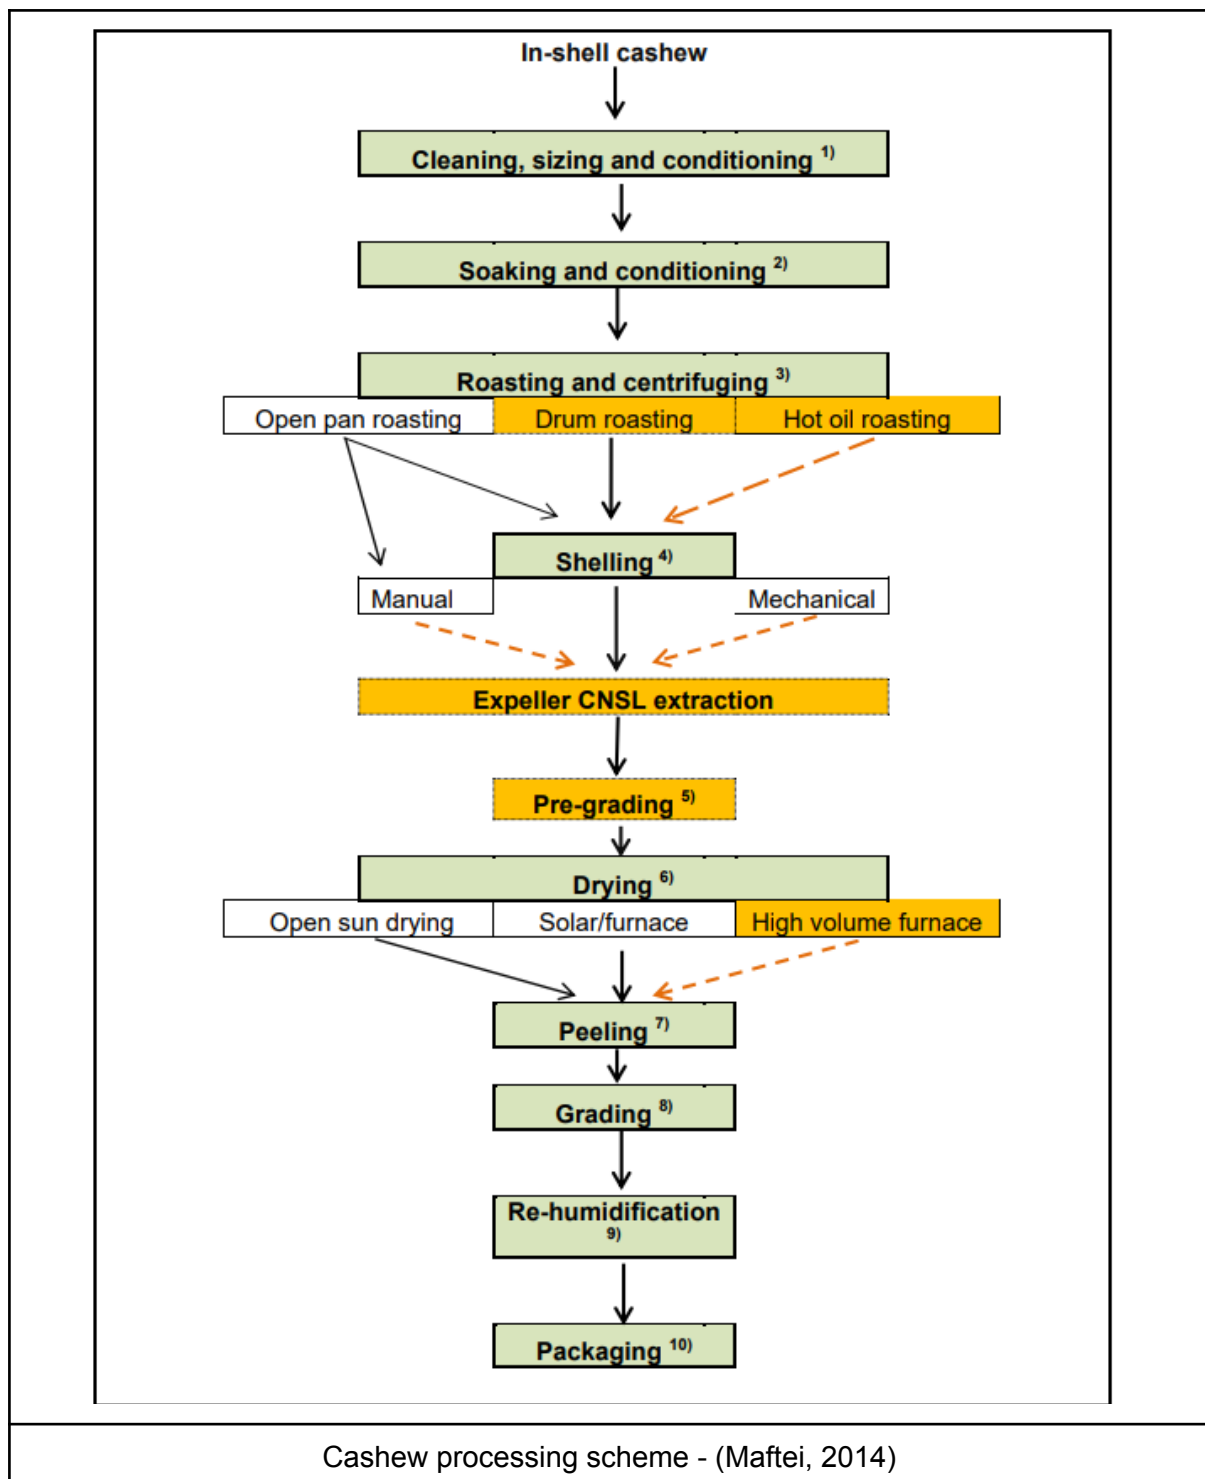 In-shell cashew
Cleaning, sizing and conditioning 1)
Soaking and conditioning 2)
Roasting and centrifuging 3)
Open pan roasting Drum roasting Hot oil roasting
Shelling 4)
Manual Mechanical
Expeller CNSL extraction
Pre-grading 5)
Drying 6)
Open sun drying Solar/furnace High volume furnace
Peeling 7)
Grading 8)
Re-humidification
9)
Packaging 10)
Cashew processing scheme - (Maftei, 2014)